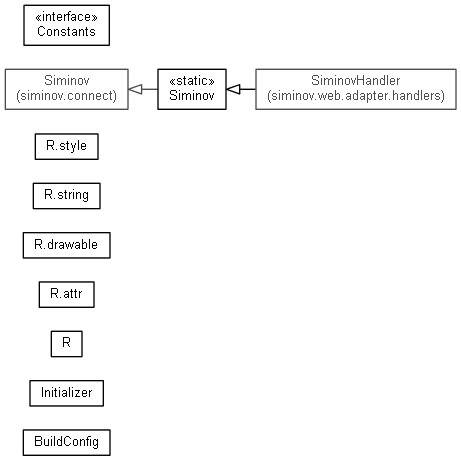 «interface»
Constants
Siminov
(siminov.connect)
«static»
Siminov
SiminovHandler
(siminov.web.adapter.handlers)
R.style
R.string
R.drawable
R.attr
R
Initializer
BuildConfig